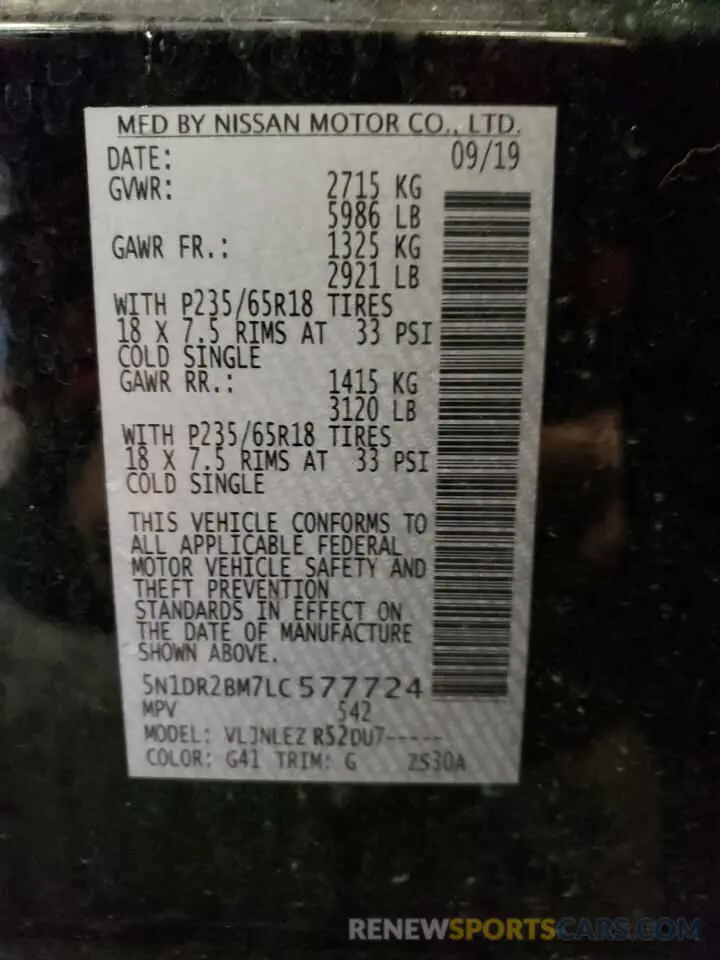 MFD BY NISSAN MOTOR CO., LTD.
DATE: 09/19
GVWR: 2715 KG
5986 LB
GAWR FR.: 1325 KG
2921 LB
WITH P235/65R18 TIRES
18 X 7.5 RIMS AT 33 PSI
COLD SINGLE
GAWR RR.: 1415 KG
3120 LB
WITH P235/65R18 TIRES
18 X 7.5 RIMS AT 33 PSI
COLD SINGLE
THIS VEHICLE CONFORMS TO
ALL APPLICABLE FEDERAL
MOTOR VEHICLE SAFETY AND
THEFT PREVENTION
STANDARDS IN EFFECT ON
THE DATE OF MANUFACTURE
SHOWN ABOVE.
5N1DR2BM7LC577724
MPV 542
MODEL: VLJNLEZ R52DU7-----
COLOR: G41 TRIM: G 2S30A
RENEWSPORTSCARS.COM